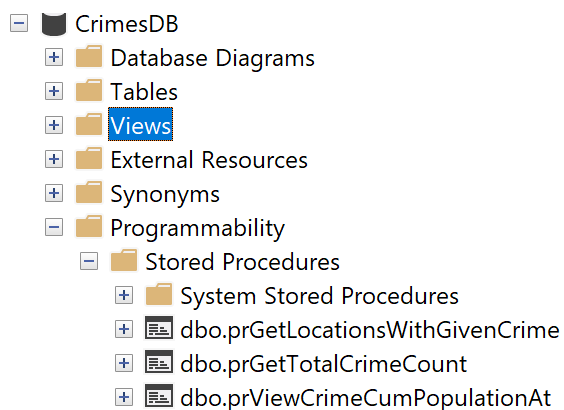 CrimesDB
Database Diagrams
Tables
Views
External Resources
Synonyms
Programmability
Stored Procedures
System Stored Procedures
dbo.prGetLocationsWithGivenCrime
dbo.prGetTotalCrimeCount
dbo.prViewCrimeCumPopulationAt